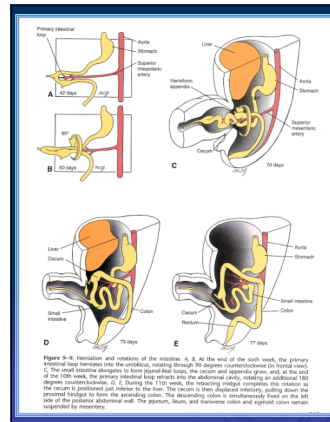 Primary intestinal
loop
Aorta
Stomach
Superior
mesenteric
artery
A
42 days
90°
B
50 days
Liver
Vermiform
appendix
Cecum
Aorta
Stomach
Superior
mesenteric
artery
C
70 days
Liver
Cecum
Small
intestine
Colon
D
75 days
Aorta
Stomach
Small intestine
Cecum
Colon
Rectum
E
77 days
Figure 9–9. Herniation and rotations of the intestine. A, B, At the end of the sixth week, the primary
intestinal loop herniates into the umbilicus, rotating through 90 degrees counterclockwise (in frontal view).
C, The small intestine elongates to form jejunal-ileal loops, the cecum and appendix grow, and, at the end
of the 10th week, the primary intestinal loop retracts into the abdominal cavity, rotating an additional 180
degrees counterclockwise. D, E, During the 11th week, the retracting midgut completes this rotation as
the cecum is positioned just inferior to the liver. The cecum is then displaced inferiorly, pulling down the
proximal hindgut to form the ascending colon. The descending colon is simultaneously fixed on the left
side of the posterior abdominal wall. The jejunum, ileum, and transverse colon and sigmoid colon remain
suspended by mesentery.